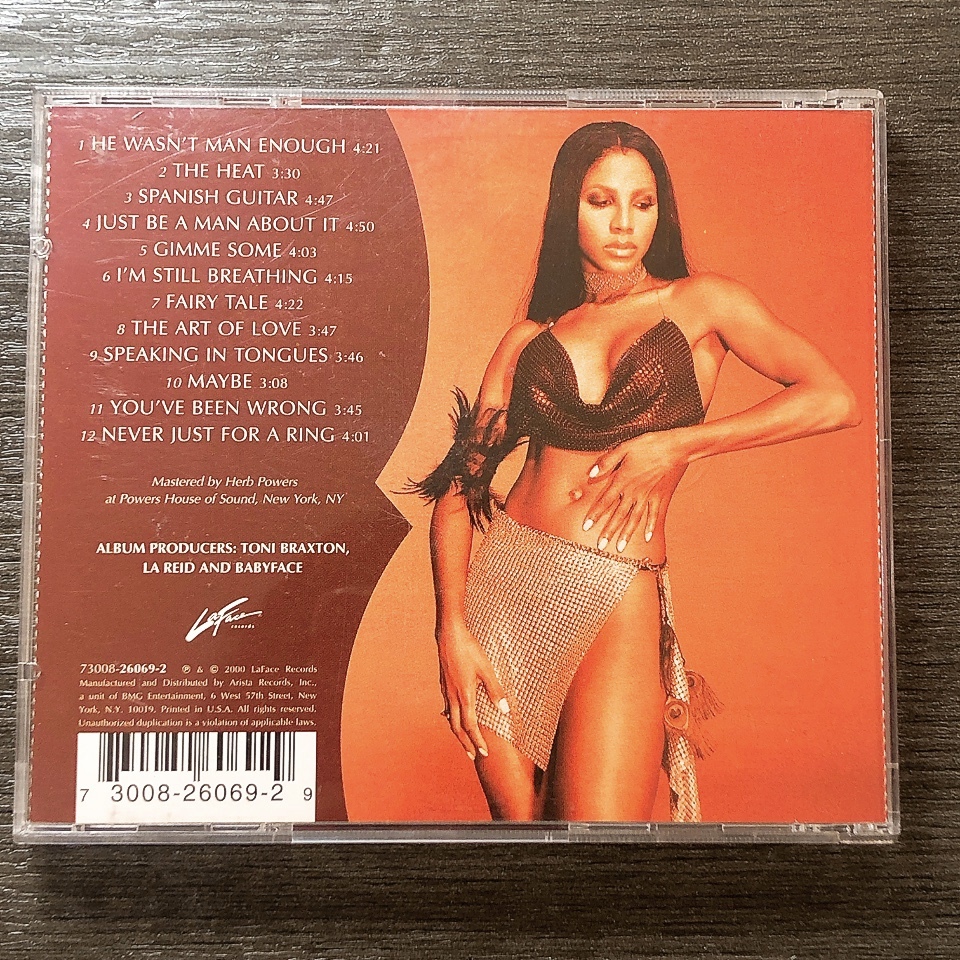 1 HE WASN'T MAN ENOUGH 4:21
2 THE HEAT 3:30
3 SPANISH GUITAR 4:47
4 JUST BE A MAN ABOUT IT 4:50
5 GIMME SOME 4:03
6 I'M STILL BREATHING 4:15
7 FAIRY TALE 4:22
8 THE ART OF LOVE 3:47
9 SPEAKING IN TONGUES 3:46
10 MAYBE 3:08
11 YOU'VE BEEN WRONG 3:45
12 NEVER JUST FOR A RING 4:01
Mastered by Herb Powers
at Powers House of Sound, New York, NY
ALBUM PRODUCERS: TONI BRAXTON,
LA REID AND BABYFACE
LaFace
records
73008-26069-2 ℗ & © 2000 LaFace Records
Manufactured and Distributed by Arista Records, Inc.,
a unit of BMG Entertainment, 6 West 57th Street, New
York, N.Y. 10019. Printed in U.S.A. All rights reserved.
Unauthorized duplication is a violation of applicable laws.
7 3008-26069-2 9